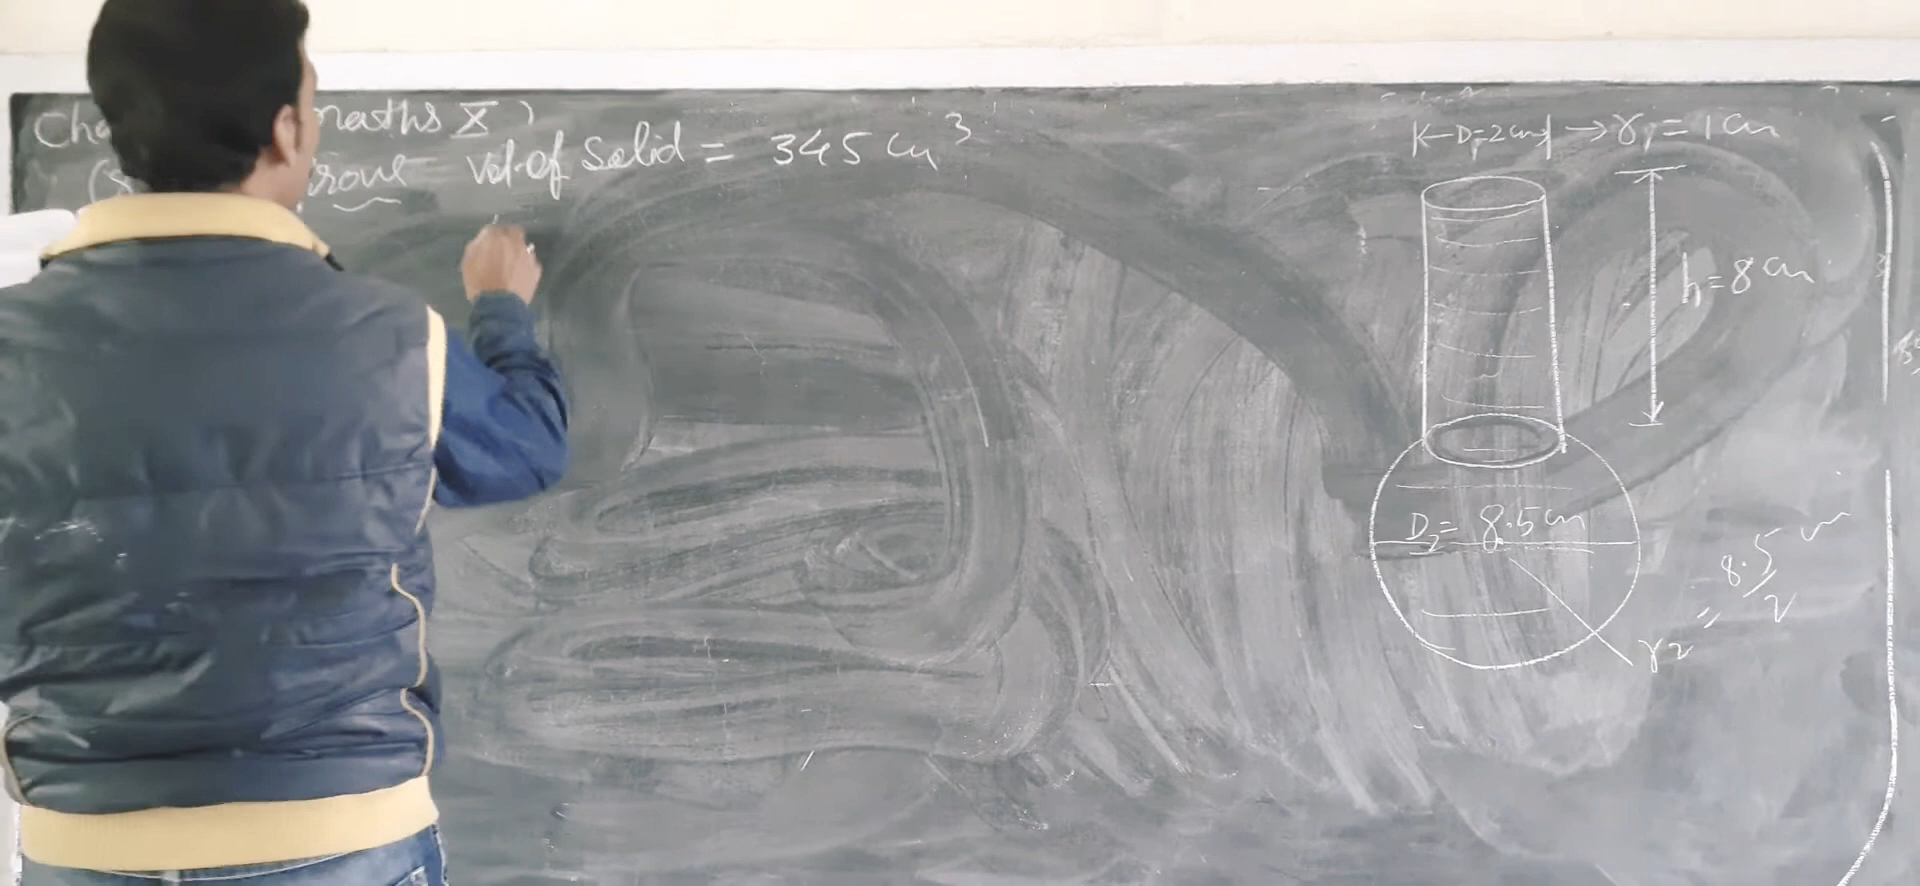 maths X)
Vol. of Solid = 345 cm³
D₁=2cm → r₁ = 1cm
h=8cm
D₂= 8.5cm
r2 = 8.5/2 cm